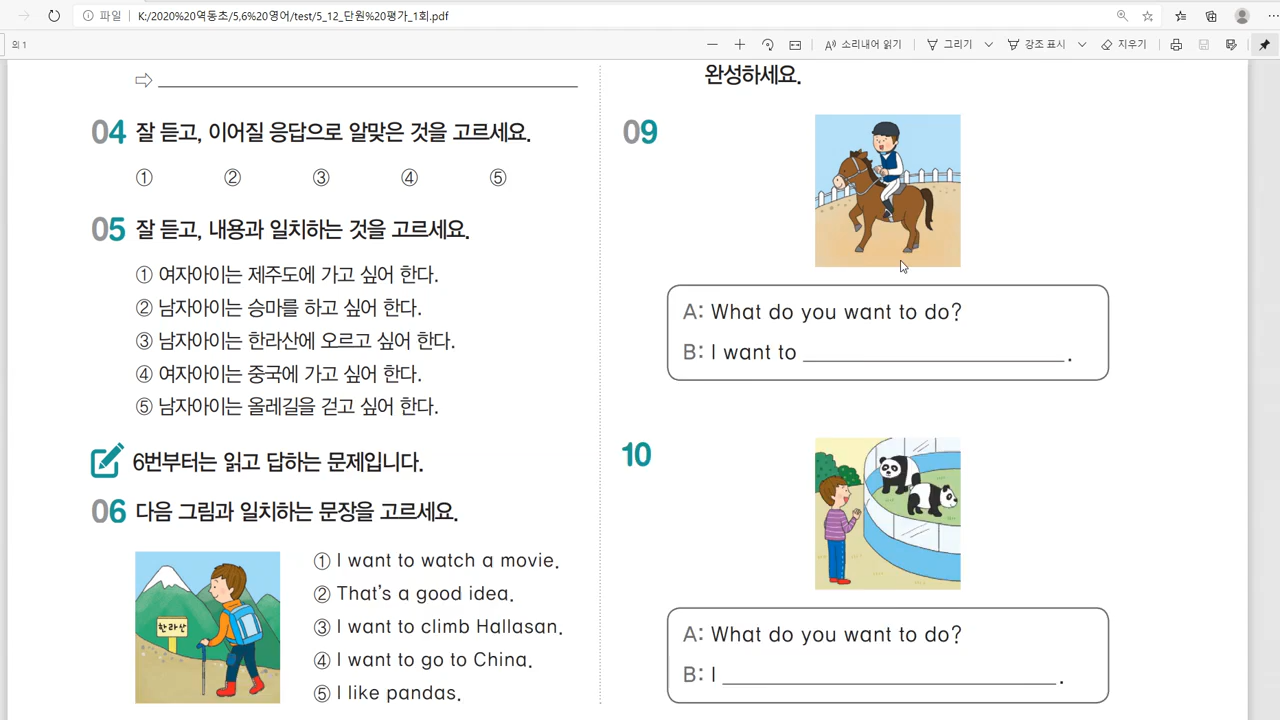 파일
K:/2020%20역동초/5,6%20영어/test/5_12_단원%20평가_1회.pdf
의 1
소리내어 읽기
그리기
강조 표시
지우기
04 잘 듣고, 이어질 응답으로 알맞은 것을 고르세요.
① ② ③ ④ ⑤
05 잘 듣고, 내용과 일치하는 것을 고르세요.
① 여자아이는 제주도에 가고 싶어 한다.
② 남자아이는 승마를 하고 싶어 한다.
③ 남자아이는 한라산에 오르고 싶어 한다.
④ 여자아이는 중국에 가고 싶어 한다.
⑤ 남자아이는 올레길을 걷고 싶어 한다.
6번부터는 읽고 답하는 문제입니다.
06 다음 그림과 일치하는 문장을 고르세요.
한라산
① I want to watch a movie.
② That's a good idea.
③ I want to climb Hallasan.
④ I want to go to China.
⑤ I like pandas.
완성하세요.
09
A: What do you want to do?
B: I want to ____________________.
10
A: What do you want to do?
B: I ____________________.